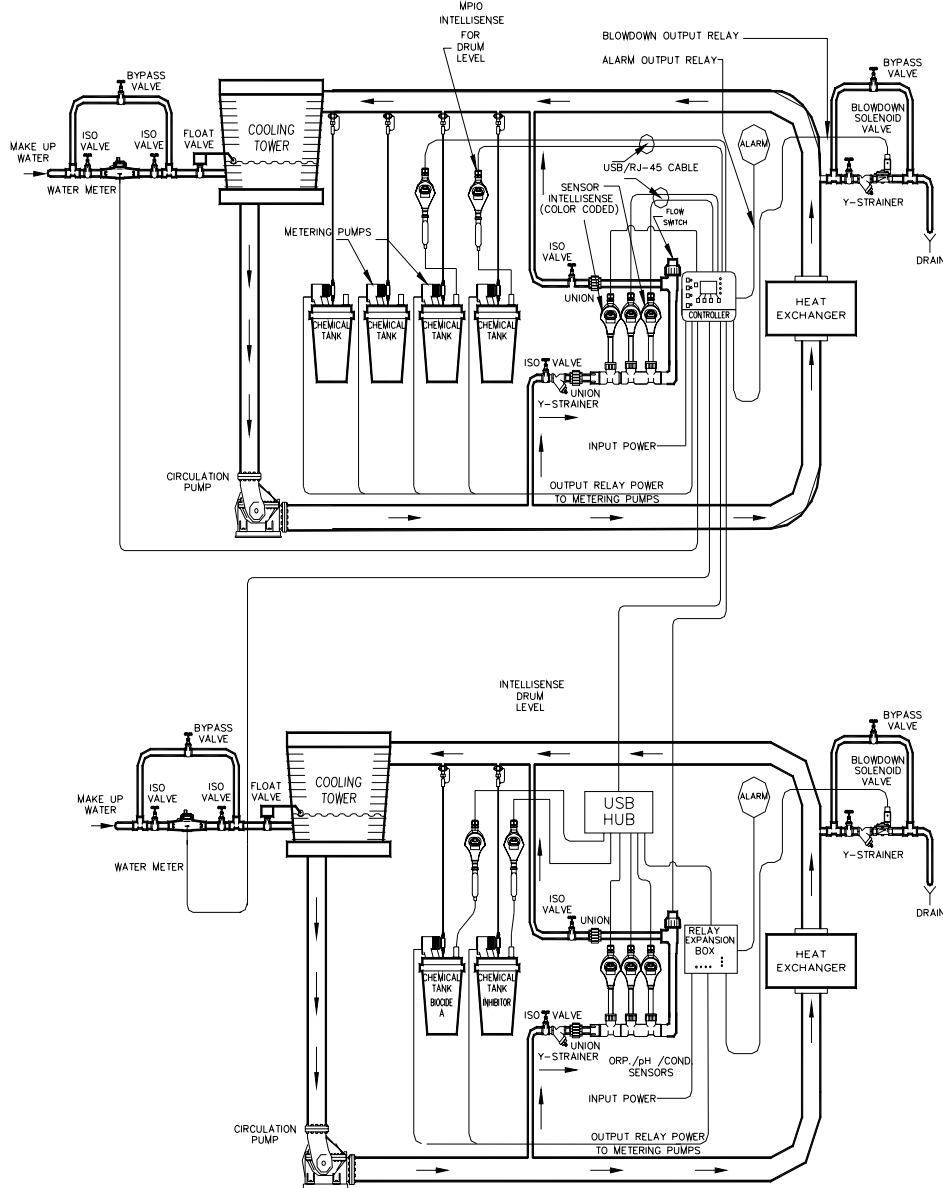 MPIO
INTELLISENSE
FOR
DRUM
LEVEL
BLOWDOWN OUTPUT RELAY
ALARM OUTPUT RELAY
BYPASS
VALVE
BYPASS
VALVE
ISO
VALVE
ISO
VALVE
FLOAT
VALVE
MAKE UP
WATER
WATER METER
COOLING
TOWER
BLOWDOWN
SOLENOID
VALVE
ALARM
USB/RJ-45 CABLE
SENSOR
INTELLISENSE
(COLOR CODED)
FLOW
SWITCH
Y-STRAINER
DRAIN
METERING PUMPS
ISO
VALVE
UNION
CONTROLLER
HEAT
EXCHANGER
CHEMICAL
TANK
CHEMICAL
TANK
CHEMICAL
TANK
CHEMICAL
TANK
ISO VALVE
UNION
Y-STRAINER
INPUT POWER
CIRCULATION
PUMP
OUTPUT RELAY POWER
TO METERING PUMPS
INTELLISENSE
DRUM
LEVEL
BYPASS
VALVE
BYPASS
VALVE
ISO
VALVE
ISO
VALVE
FLOAT
VALVE
MAKE UP
WATER
WATER METER
COOLING
TOWER
USB
HUB
ALARM
BLOWDOWN
SOLENOID
VALVE
Y-STRAINER
DRAIN
ISO
VALVE
UNION
RELAY
EXPANSION
BOX
HEAT
EXCHANGER
CHEMICAL
TANK
BIOCIDE
A
CHEMICAL
TANK
INHIBITOR
ISO VALVE
UNION
Y-STRAINER
ORP./pH /COND.
SENSORS
INPUT POWER
CIRCULATION
PUMP
OUTPUT RELAY POWER
TO METERING PUMPS